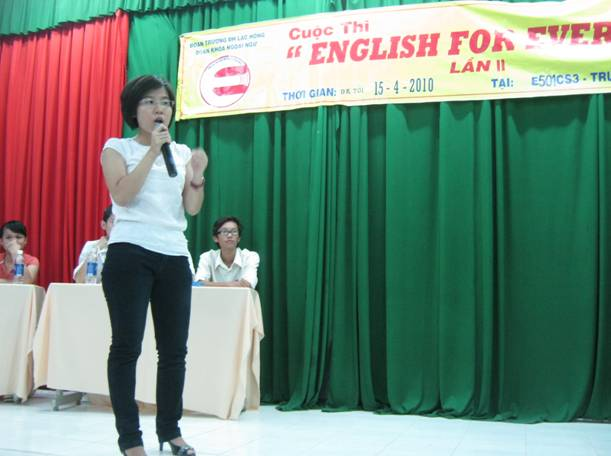 ĐOÀN TRƯỜNG ĐH LẠC HỒNG
ĐOÀN KHOA NGOẠI NGỮ
Cuộc Thi
“ ENGLISH FOR EVER
LẦN II
THỜI GIAN: 15-4-2010 TẠI: E501CS3 - TRƯ